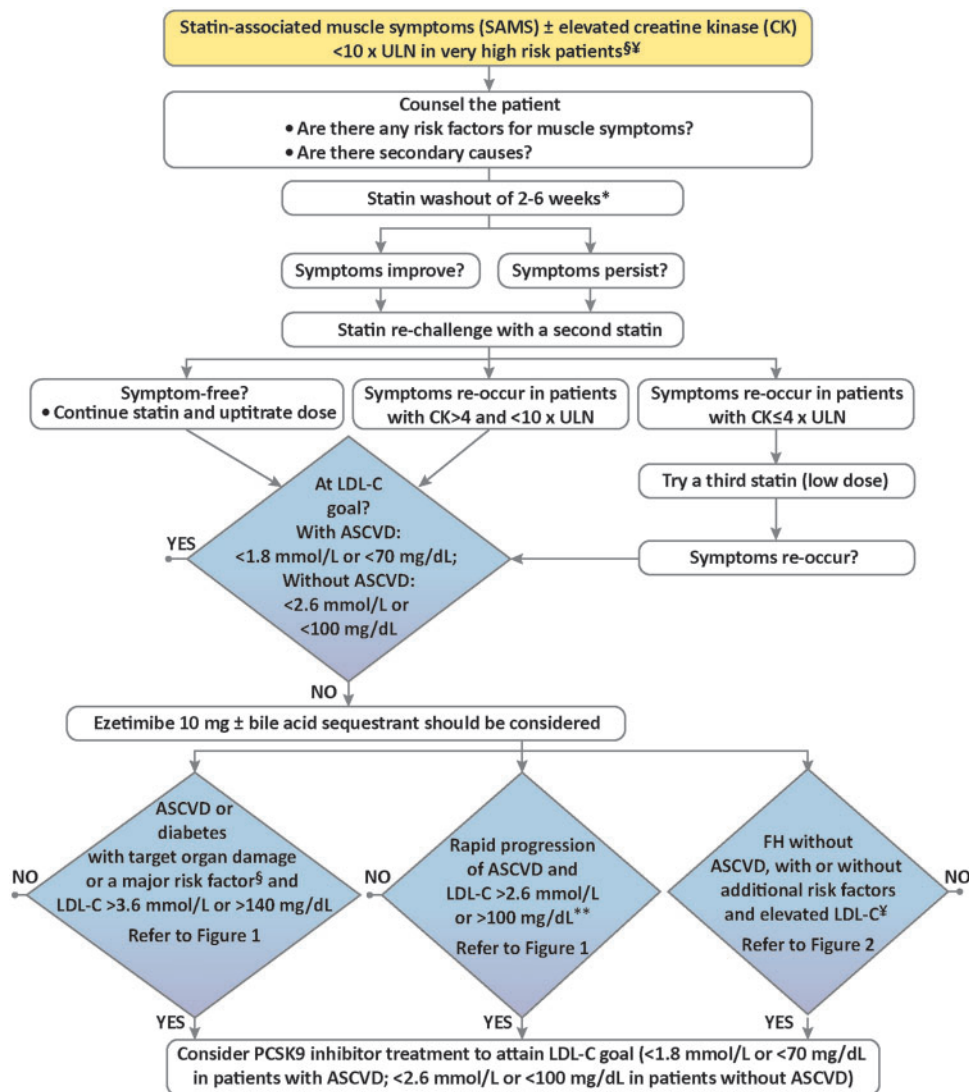 Statin-associated muscle symptoms (SAMS) ± elevated creatine kinase (CK)
<10 x ULN in very high risk patients§¥
Counsel the patient
• Are there any risk factors for muscle symptoms?
• Are there secondary causes?
Statin washout of 2-6 weeks*
Symptoms improve?
Symptoms persist?
Statin re-challenge with a second statin
Symptom-free?
• Continue statin and uptitrate dose
Symptoms re-occur in patients
with CK>4 and <10 x ULN
Symptoms re-occur in patients
with CK≤4 x ULN
Try a third statin (low dose)
Symptoms re-occur?
At LDL-C
goal?
With ASCVD:
<1.8 mmol/L or <70 mg/dL;
Without ASCVD:
<2.6 mmol/L or
<100 mg/dL
YES
NO
Ezetimibe 10 mg ± bile acid sequestrant should be considered
ASCVD or
diabetes
with target organ damage
or a major risk factor§ and
LDL-C >3.6 mmol/L or >140 mg/dL
Refer to Figure 1
NO
YES
Rapid progression
of ASCVD and
LDL-C >2.6 mmol/L
or >100 mg/dL**
Refer to Figure 1
YES
FH without
ASCVD, with or without
additional risk factors
and elevated LDL-C¥
Refer to Figure 2
NO
YES
Consider PCSK9 inhibitor treatment to attain LDL-C goal (<1.8 mmol/L or <70 mg/dL
in patients with ASCVD; <2.6 mmol/L or <100 mg/dL in patients without ASCVD)